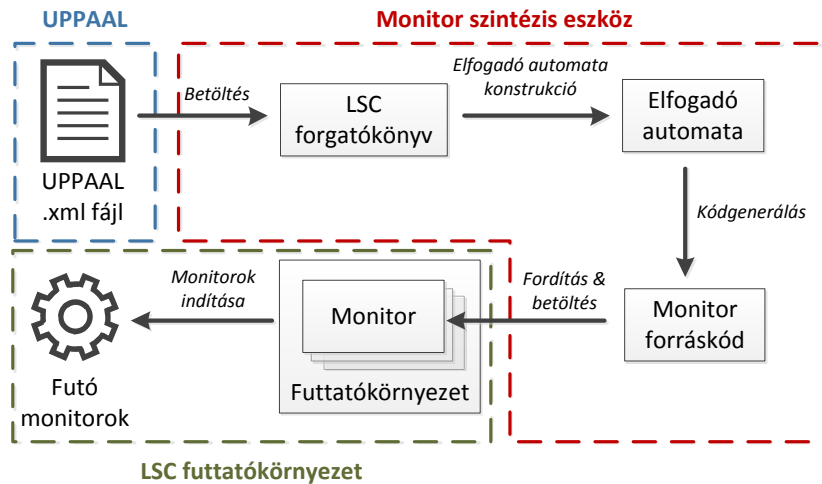 UPPAAL
Monitor szintézis eszköz
UPPAAL
.xml fájl
Betöltés
LSC
forgatókönyv
Elfogadó automata
konstrukció
Elfogadó
automata
Kódgenerálás
Monitor
forráskód
Fordítás &
betöltés
Monitor
Futtatókörnyezet
Monitorok
indítása
Futó
monitorok
LSC futtatókörnyezet